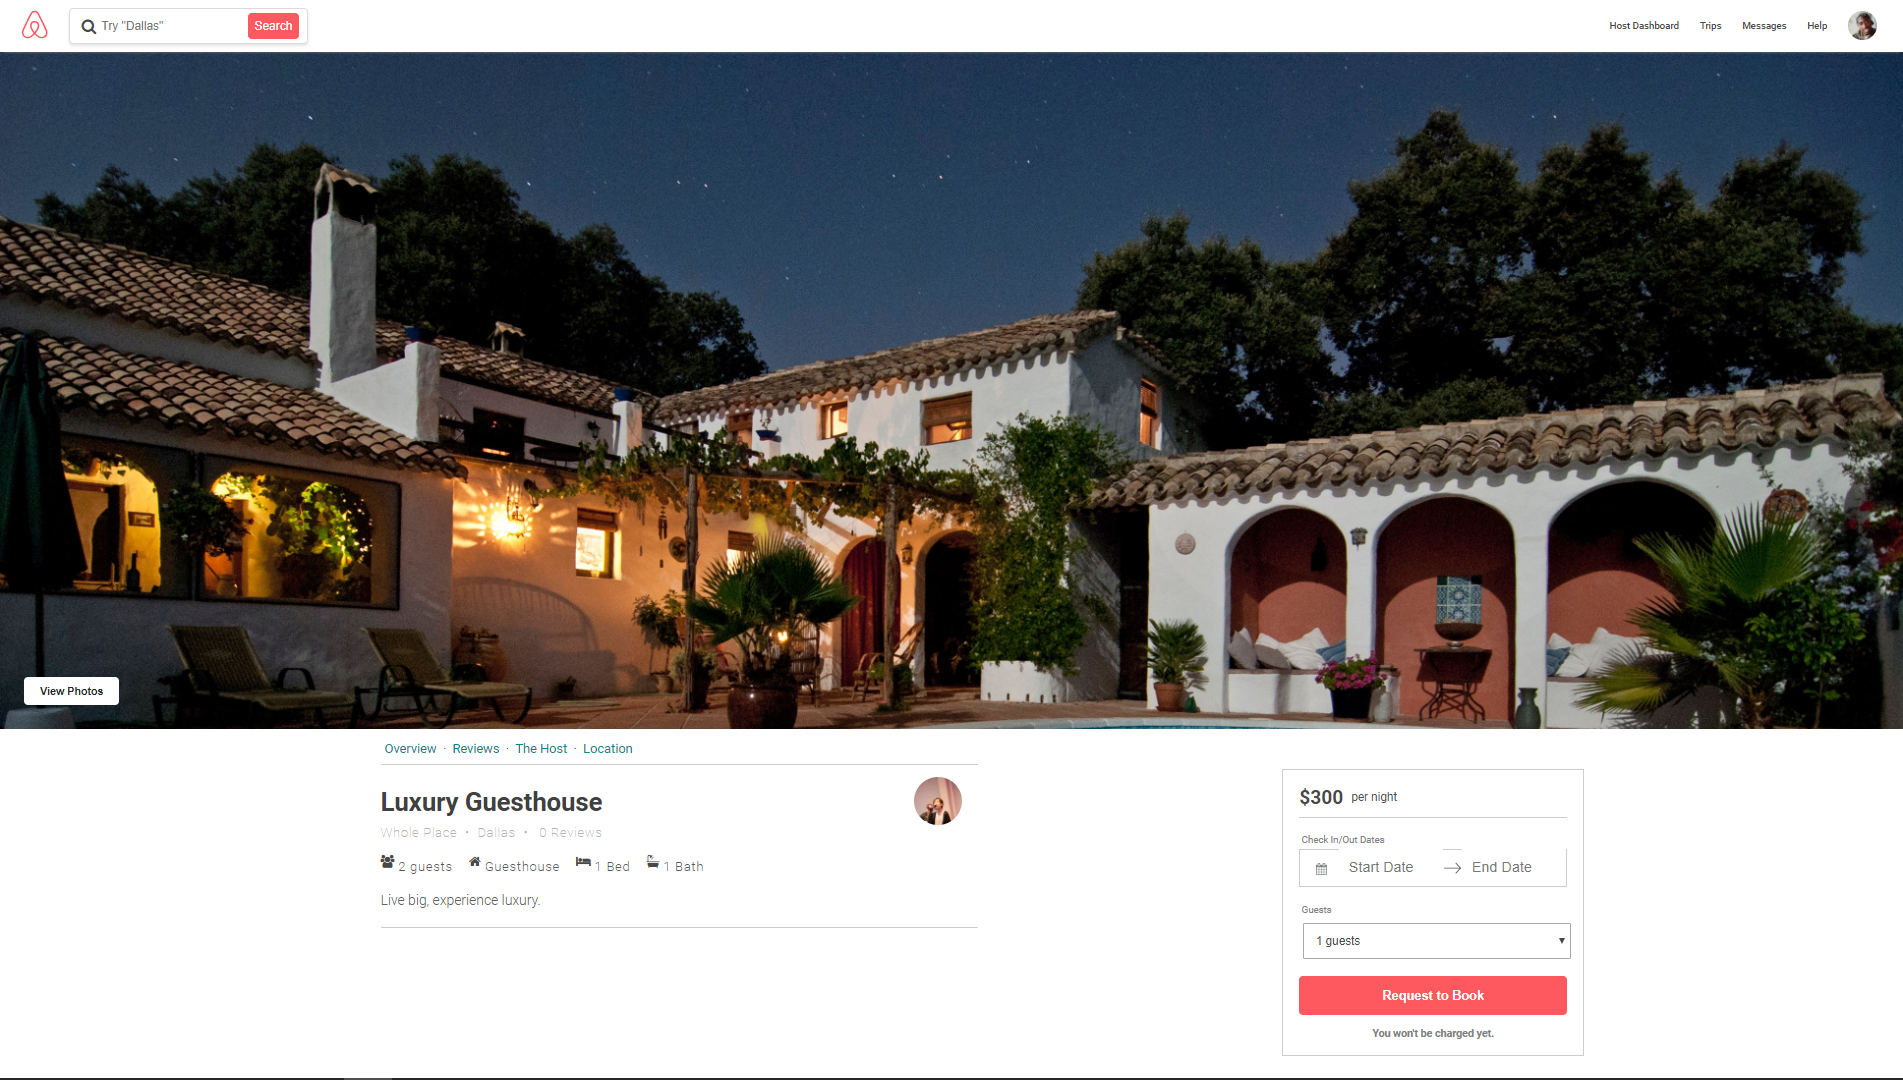 Try "Dallas"
Search
Host Dashboard
Trips
Messages
Help
View Photos
Overview · Reviews · The Host · Location
Luxury Guesthouse
Whole Place • Dallas • 0 Reviews
2 guests Guesthouse 1 Bed 1 Bath
Live big, experience luxury.
$300 per night
Check In/Out Dates
Start Date → End Date
Guests
1 guests
Request to Book
You won't be charged yet.